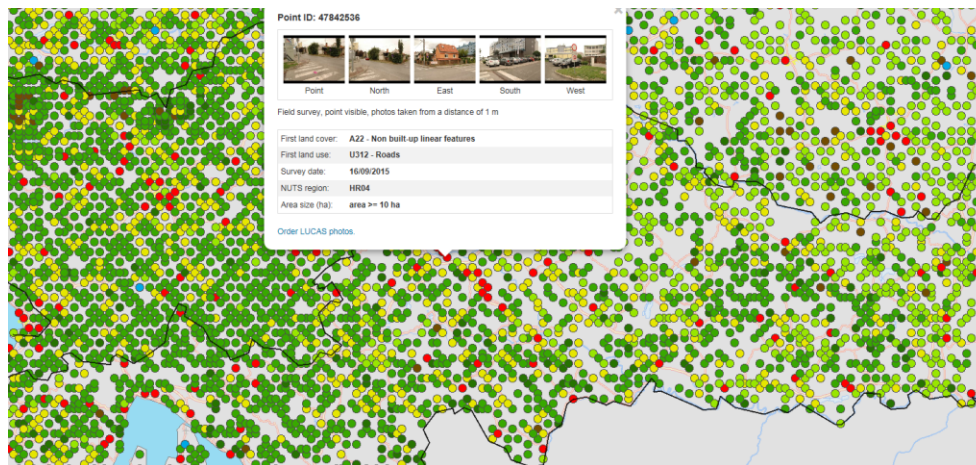 Point ID: 47842536
Point North East South West
Field survey, point visible, photos taken from a distance of 1 m
First land cover: A22 - Non built-up linear features
First land use: U312 - Roads
Survey date: 16/09/2015
NUTS region: HR04
Area size (ha): area >= 10 ha
Order LUCAS photos.